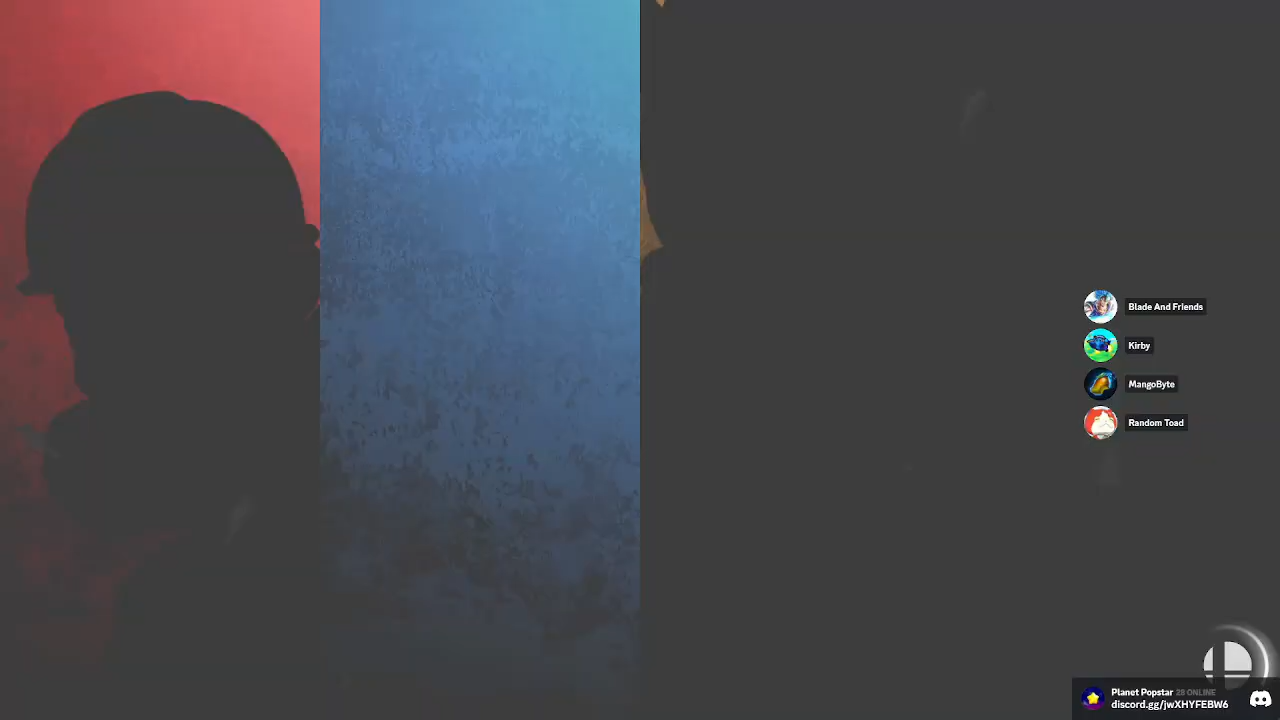 Blade And Friends
Kirby
MangoByte
Random Toad
Planet Popstar 28 ONLINE
discord.gg/jwXHYFEBW6